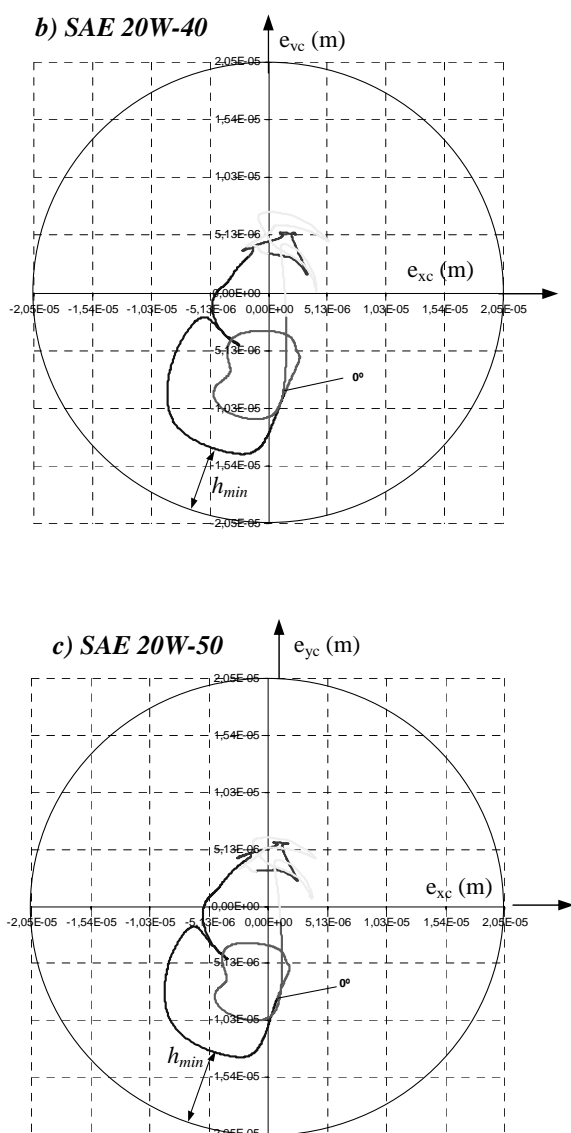 b) SAE 20W-40
evc (m)
2,05E-05
1,54E-05
1,03E-05
5,13E-06
exc (m)
0,00E+00
-2,05E-05 -1,54E-05 -1,03E-05 -5,13E-06 0,00E+00 5,13E-06 1,03E-05 1,54E-05 2,05E-05
-5,13E-06
0º
-1,03E-05
-1,54E-05
hmin
-2,05E-05
c) SAE 20W-50
eyc (m)
2,05E-05
1,54E-05
1,03E-05
5,13E-06
exc (m)
0,00E+00
-2,05E-05 -1,54E-05 -1,03E-05 -5,13E-06 0,00E+00 5,13E-06 1,03E-05 1,54E-05 2,05E-05
-5,13E-06
0º
-1,03E-05
hmin
-1,54E-05
-2,05E-05